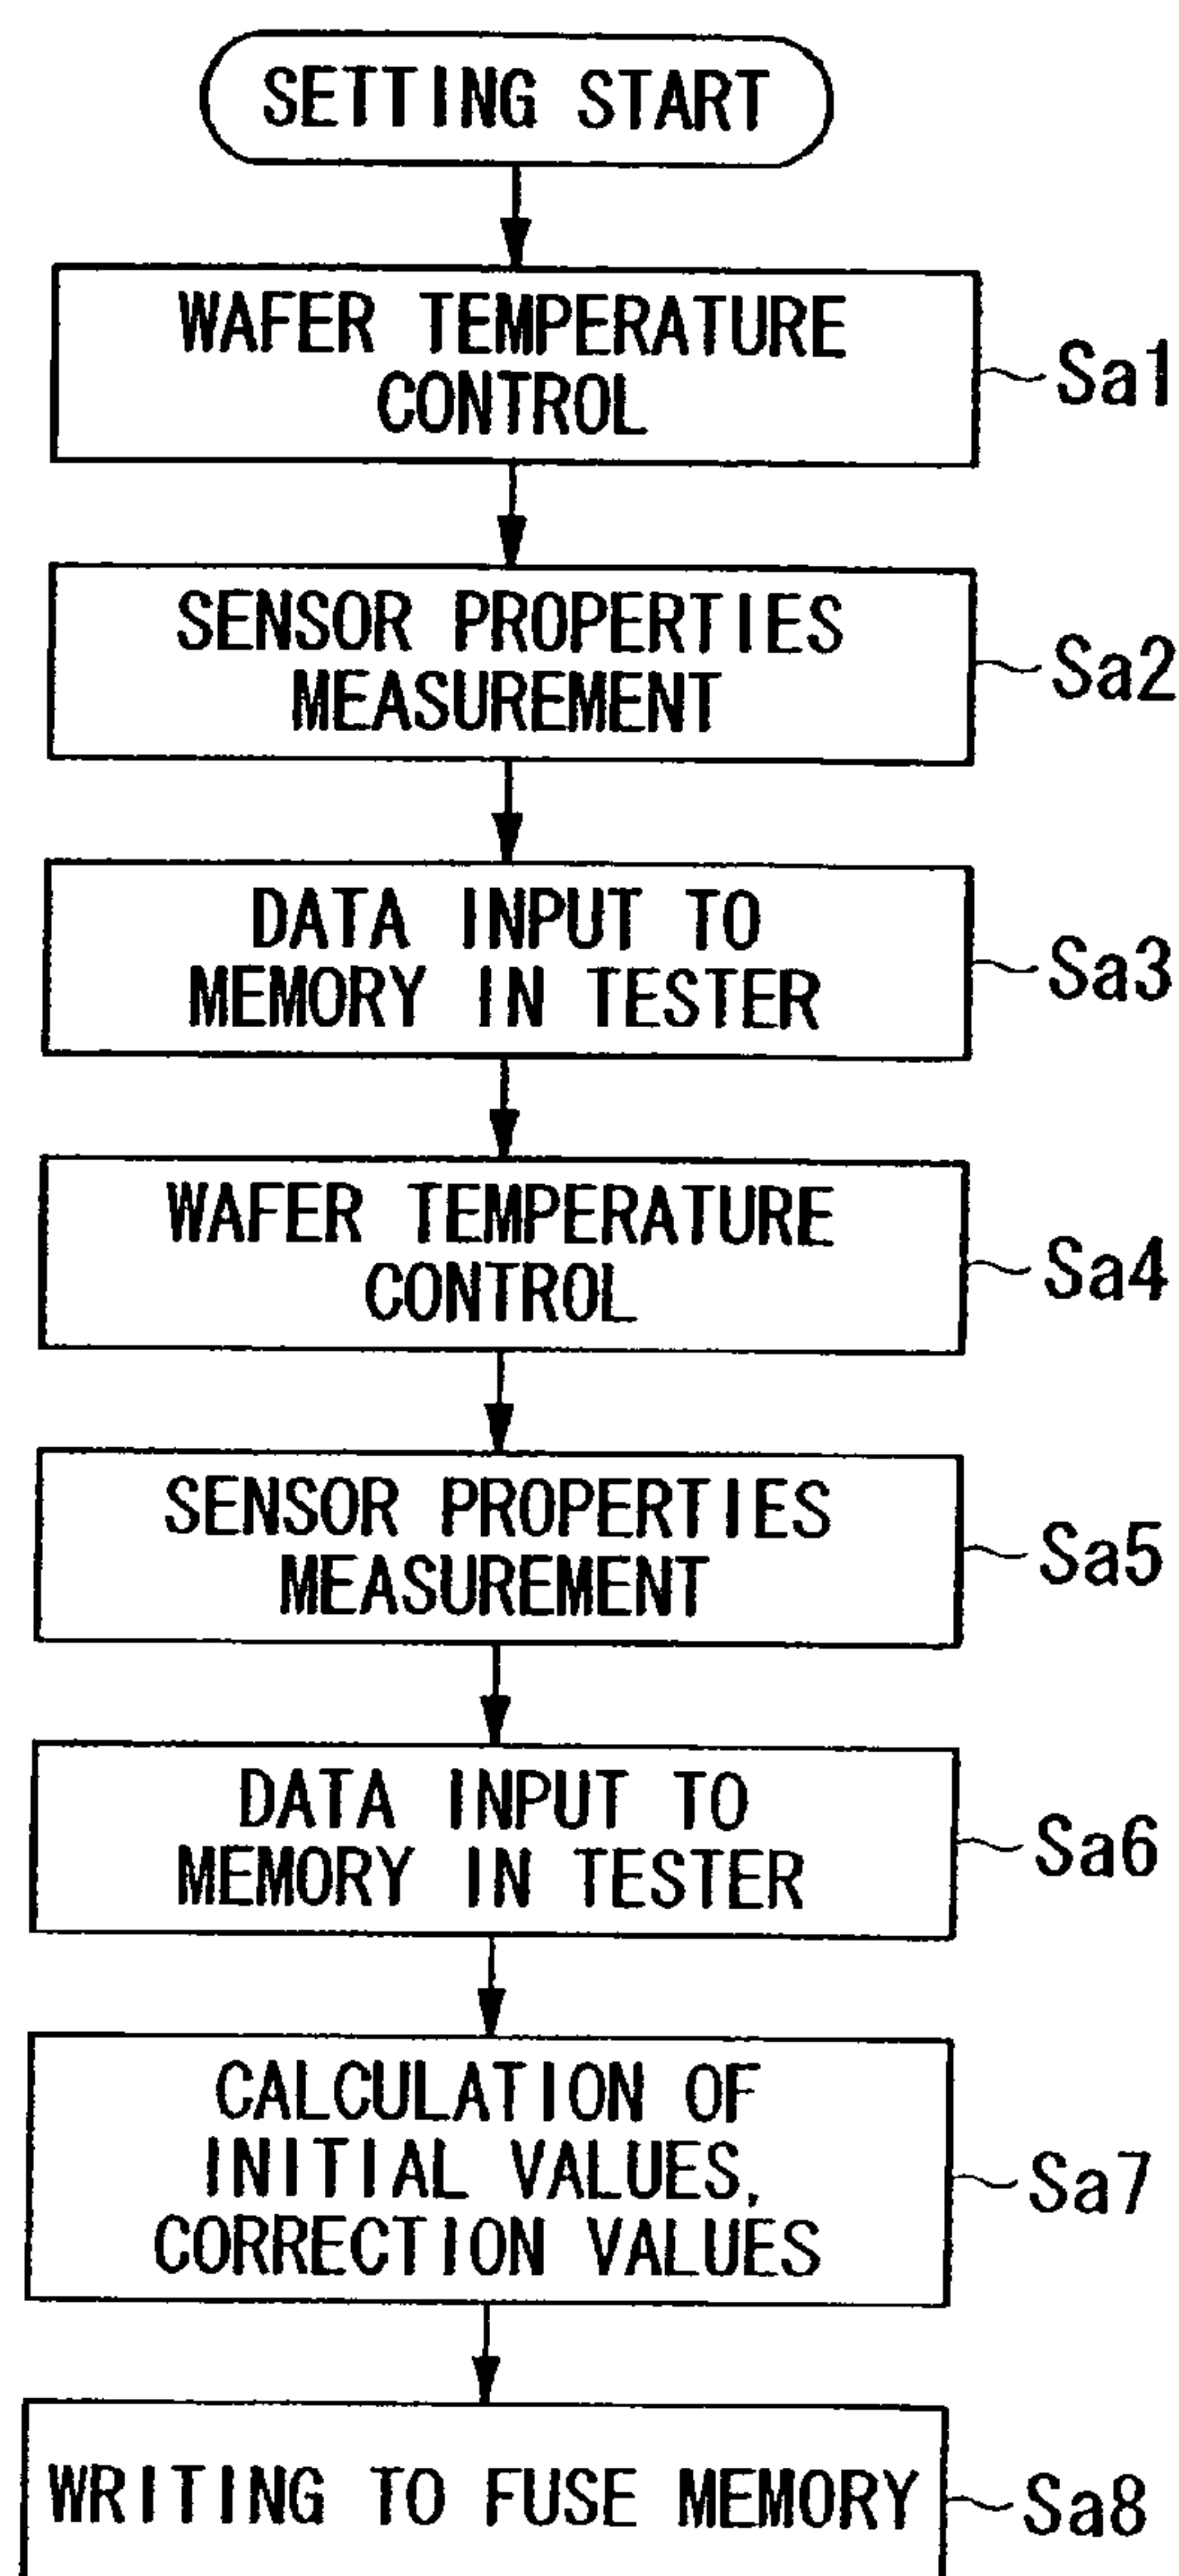 SETTING START
WAFER TEMPERATURE
CONTROL
Sa1
SENSOR PROPERTIES
MEASUREMENT
Sa2
DATA INPUT TO
MEMORY IN TESTER
Sa3
WAFER TEMPERATURE
CONTROL
Sa4
SENSOR PROPERTIES
MEASUREMENT
Sa5
DATA INPUT TO
MEMORY IN TESTER
Sa6
CALCULATION OF
INITIAL VALUES,
CORRECTION VALUES
Sa7
WRITING TO FUSE MEMORY
Sa8